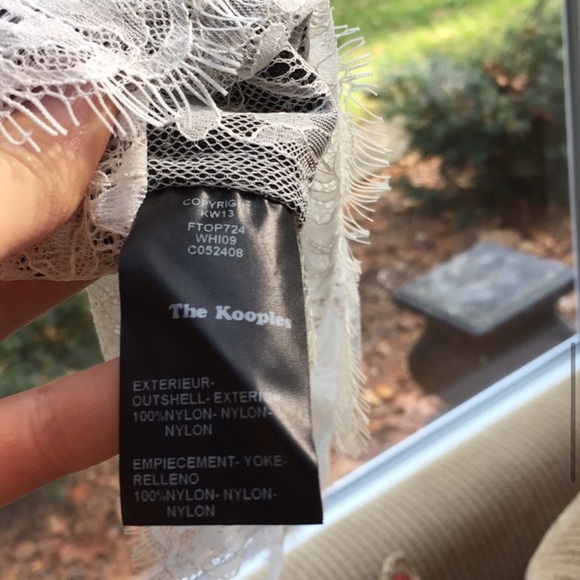 COPYRIGHT
KW13
FTOP724
WHI09
C052408
The Kooples
EXTERIEUR-
OUTSHELL- EXTERIOR
100%NYLON- NYLON-
NYLON
EMPIECEMENT- YOKE-
RELLENO
100%NYLON- NYLON-
NYLON